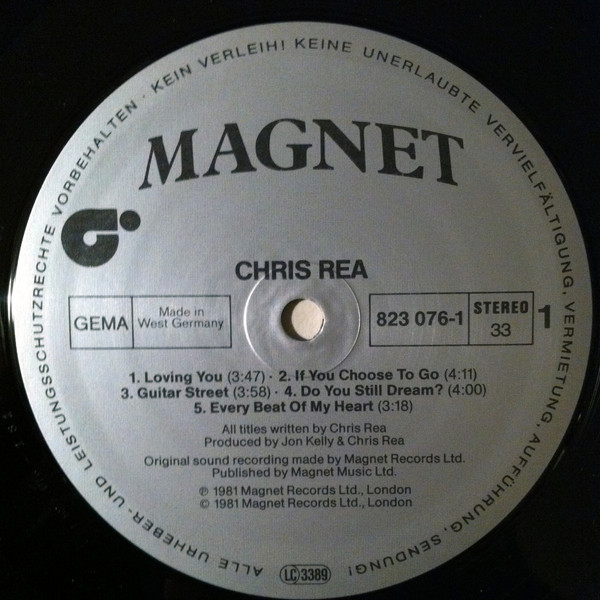 ALLE URHEBER- UND LEISTUNGSSCHUTZRECHTE VORBEHALTEN · KEIN VERLEIH! KEINE UNERLAUBTE VERVIELFÄLTIGUNG, VERMIETUNG, AUFFÜHRUNG, SENDUNG!
MAGNET
CHRIS REA
GEMA
Made in
West Germany
823 076-1
STEREO
33
1
1. Loving You (3:47) · 2. If You Choose To Go (4:11)
3. Guitar Street (3:58) · 4. Do You Still Dream? (4:00)
5. Every Beat Of My Heart (3:18)
All titles written by Chris Rea
Produced by Jon Kelly & Chris Rea
Original sound recording made by Magnet Records Ltd.
Published by Magnet Music Ltd.
℗ 1981 Magnet Records Ltd., London
© 1981 Magnet Records Ltd., London
LC 3389